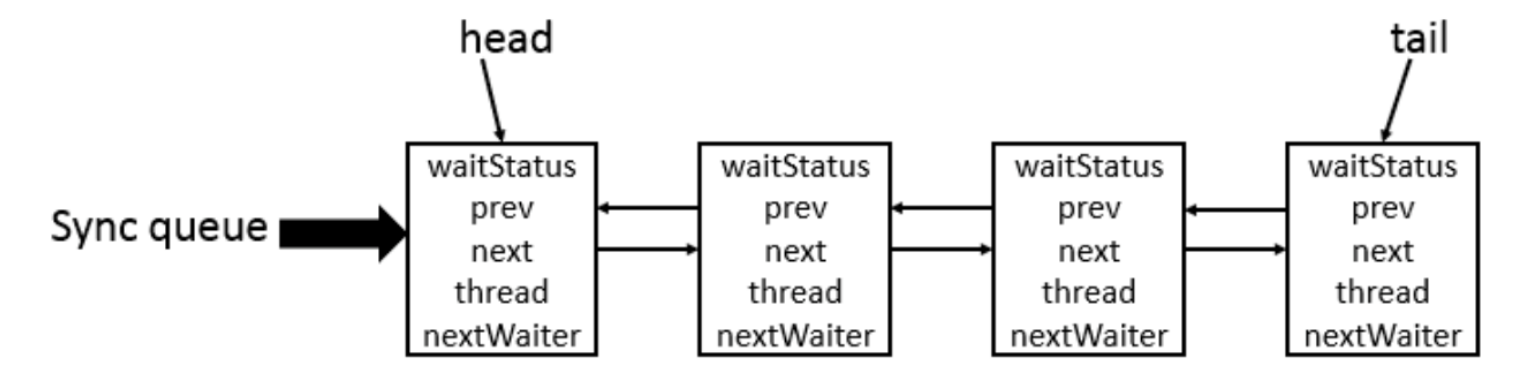 head
tail
Sync queue
waitStatus
prev
next
thread
nextWaiter
waitStatus
prev
next
thread
nextWaiter
waitStatus
prev
next
thread
nextWaiter
waitStatus
prev
next
thread
nextWaiter